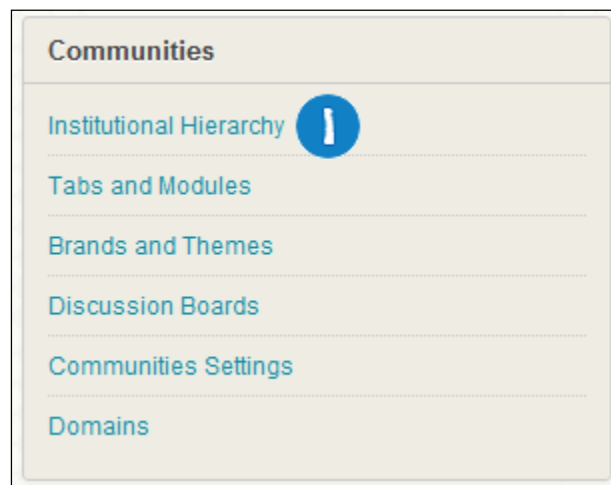 Communities
Institutional Hierarchy 1
Tabs and Modules
Brands and Themes
Discussion Boards
Communities Settings
Domains